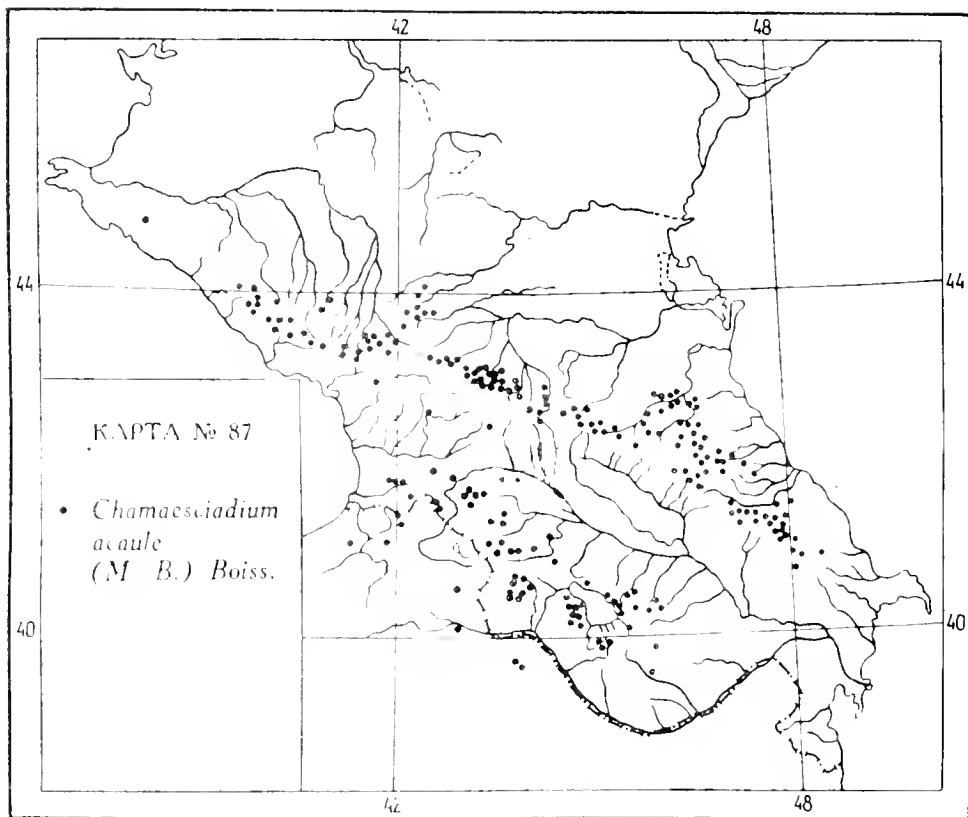 42 48
44 44
КАРТА № 87
• Chamaesciadium
acaule
(M B.) Boiss.
40 40
42 48